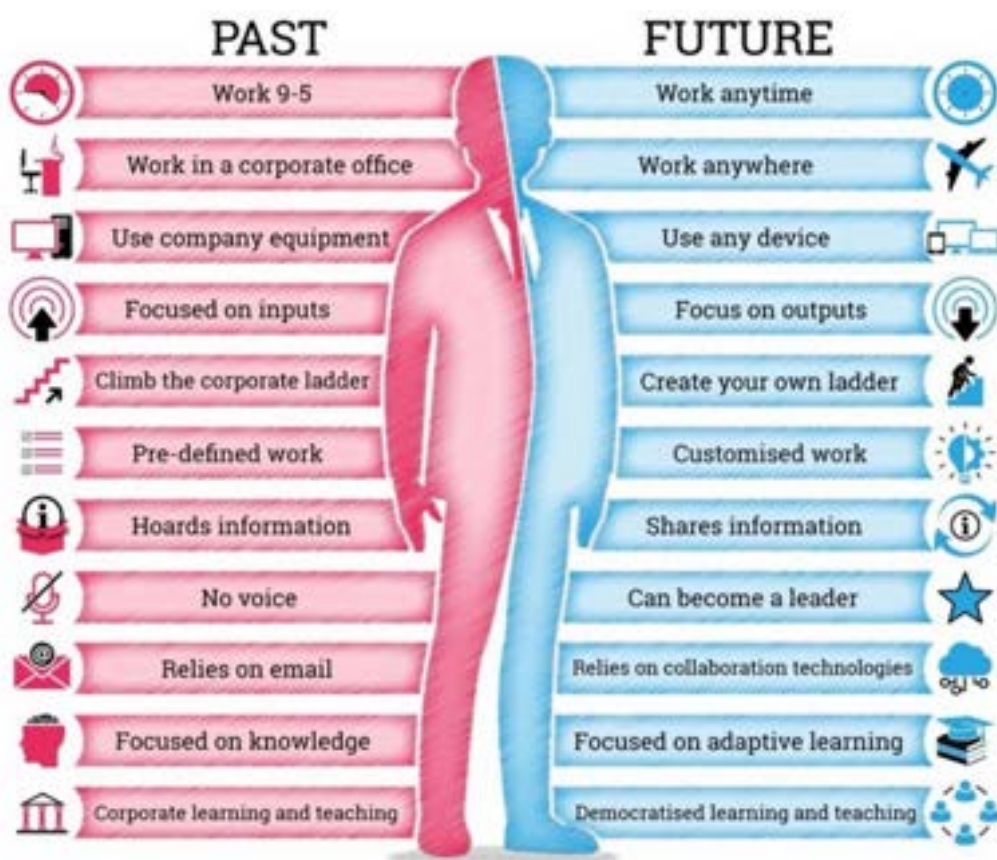 PAST
FUTURE
Work 9-5
Work anytime
Work in a corporate office
Work anywhere
Use company equipment
Use any device
Focused on inputs
Focus on outputs
Climb the corporate ladder
Create your own ladder
Pre-defined work
Customised work
Hoards information
Shares information
No voice
Can become a leader
Relies on email
Relies on collaboration technologies
Focused on knowledge
Focused on adaptive learning
Corporate learning and teaching
Democratised learning and teaching